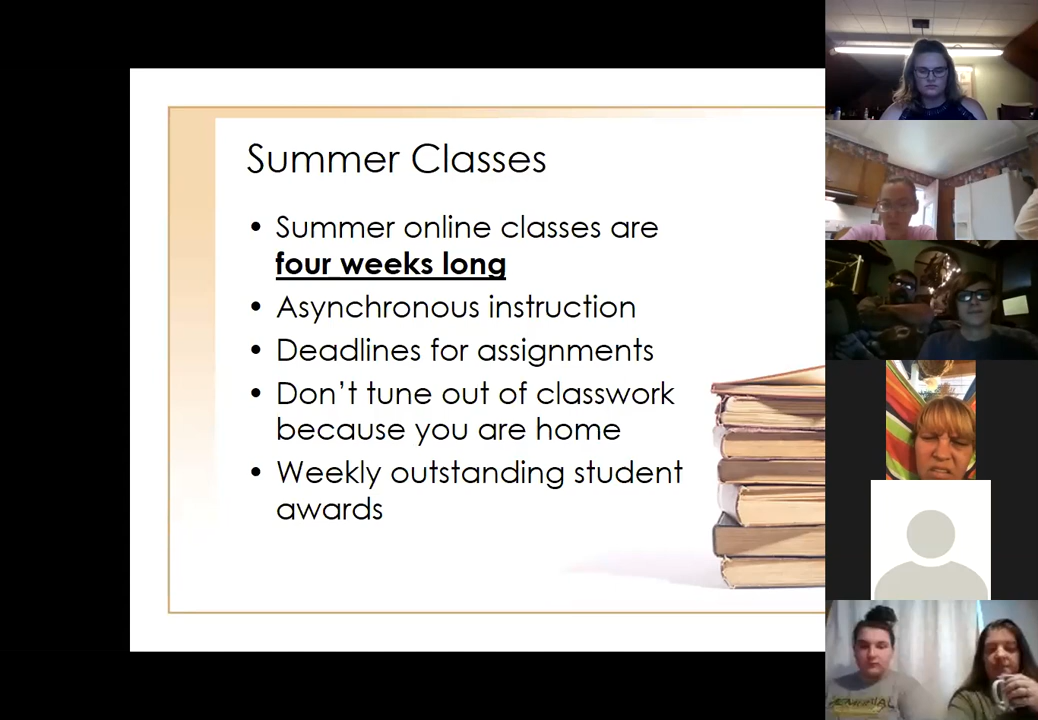 Summer Classes
• Summer online classes are
four weeks long
• Asynchronous instruction
• Deadlines for assignments
• Don't tune out of classwork
because you are home
• Weekly outstanding student
awards